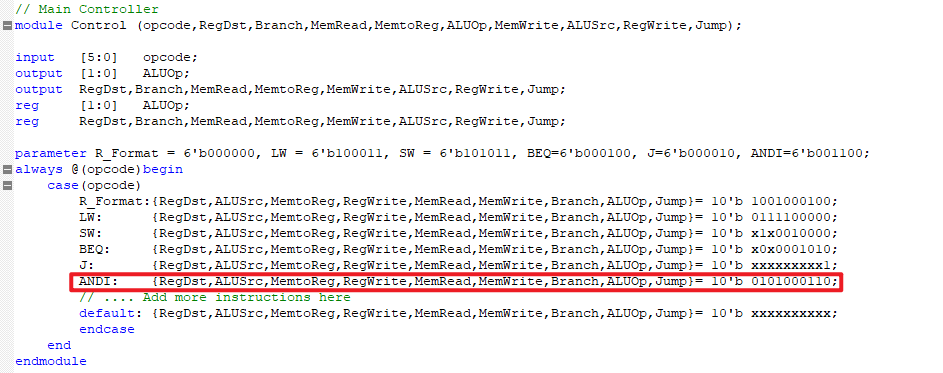 // Main Controller
module Control (opcode,RegDst,Branch,MemRead,MemtoReg,ALUOp,MemWrite,ALUSrc,RegWrite,Jump);
input [5:0] opcode;
output [1:0] ALUOp;
output RegDst,Branch,MemRead,MemtoReg,MemWrite,ALUSrc,RegWrite,Jump;
reg [1:0] ALUOp;
reg RegDst,Branch,MemRead,MemtoReg,MemWrite,ALUSrc,RegWrite,Jump;
parameter R_Format = 6'b000000, LW = 6'b100011, SW = 6'b101011, BEQ=6'b000100, J=6'b000010, ANDI=6'b001100;
always @(opcode)begin
case(opcode)
R_Format:{RegDst,ALUSrc,MemtoReg,RegWrite,MemRead,MemWrite,Branch,ALUOp,Jump}= 10'b 1001000100;
LW: {RegDst,ALUSrc,MemtoReg,RegWrite,MemRead,MemWrite,Branch,ALUOp,Jump}= 10'b 0111100000;
SW: {RegDst,ALUSrc,MemtoReg,RegWrite,MemRead,MemWrite,Branch,ALUOp,Jump}= 10'b x1x0010000;
BEQ: {RegDst,ALUSrc,MemtoReg,RegWrite,MemRead,MemWrite,Branch,ALUOp,Jump}= 10'b x0x0001010;
J: {RegDst,ALUSrc,MemtoReg,RegWrite,MemRead,MemWrite,Branch,ALUOp,Jump}= 10'b xxxxxxxxx1;
ANDI: {RegDst,ALUSrc,MemtoReg,RegWrite,MemRead,MemWrite,Branch,ALUOp,Jump}= 10'b 0101000110;
// .... Add more instructions here
default: {RegDst,ALUSrc,MemtoReg,RegWrite,MemRead,MemWrite,Branch,ALUOp,Jump}= 10'b xxxxxxxxxx;
endcase
end
endmodule